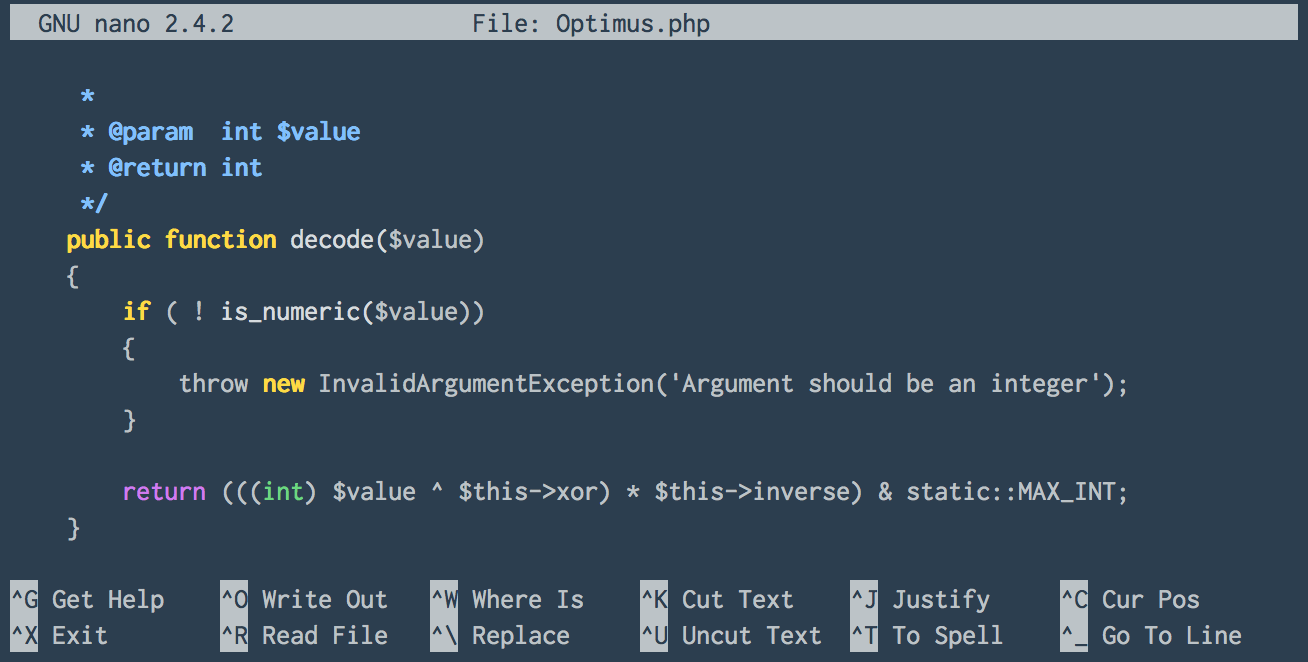 GNU nano 2.4.2                 File: Optimus.php

     *
     * @param  int $value
     * @return int
     */
    public function decode($value)
    {
        if ( ! is_numeric($value))
        {
            throw new InvalidArgumentException('Argument should be an integer');
        }

        return (((int) $value ^ $this->xor) * $this->inverse) & static::MAX_INT;
    }

^G Get Help    ^O Write Out   ^W Where Is    ^K Cut Text    ^J Justify     ^C Cur Pos
^X Exit        ^R Read File   ^\ Replace     ^U Uncut Text  ^T To Spell    ^_ Go To Line